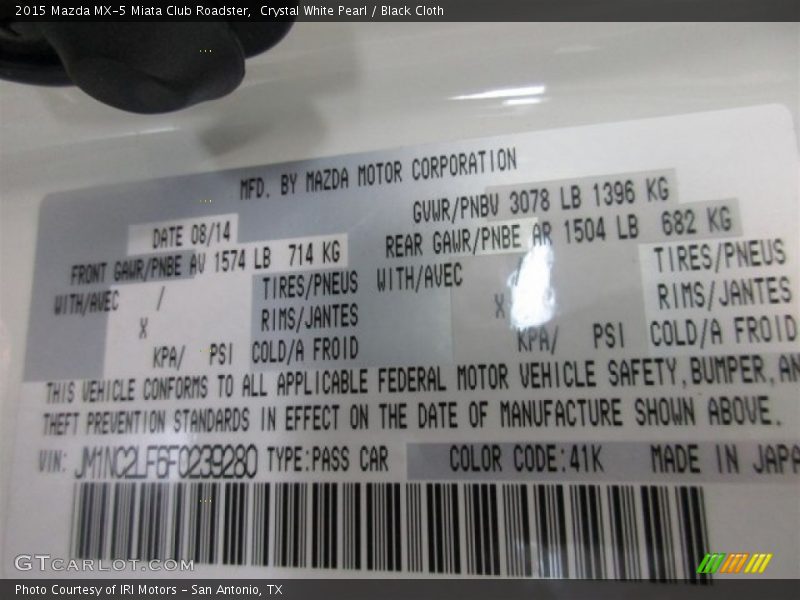 2015 Mazda MX-5 Miata Club Roadster,  Crystal White Pearl / Black Cloth
MFD. BY MAZDA MOTOR CORPORATION
DATE 08/14
GVWR/PNBV 3078 LB 1396 KG
FRONT GAWR/PNBE AV 1574 LB 714 KG
REAR GAWR/PNBE AR 1504 LB 682 KG
WITH/AVEC / TIRES/PNEUS
X RIMS/JANTES
KPA/ PSI COLD/A FROID
WITH/AVEC TIRES/PNEUS
X RIMS/JANTES
KPA/ PSI COLD/A FROID
THIS VEHICLE CONFORMS TO ALL APPLICABLE FEDERAL MOTOR VEHICLE SAFETY, BUMPER, AN
THEFT PREVENTION STANDARDS IN EFFECT ON THE DATE OF MANUFACTURE SHOWN ABOVE.
VIN: JM1NC2LF6F0239280 TYPE:PASS CAR COLOR CODE:41K MADE IN JAPA
GTCARLOT.COM
Photo Courtesy of IRI Motors - San Antonio, TX